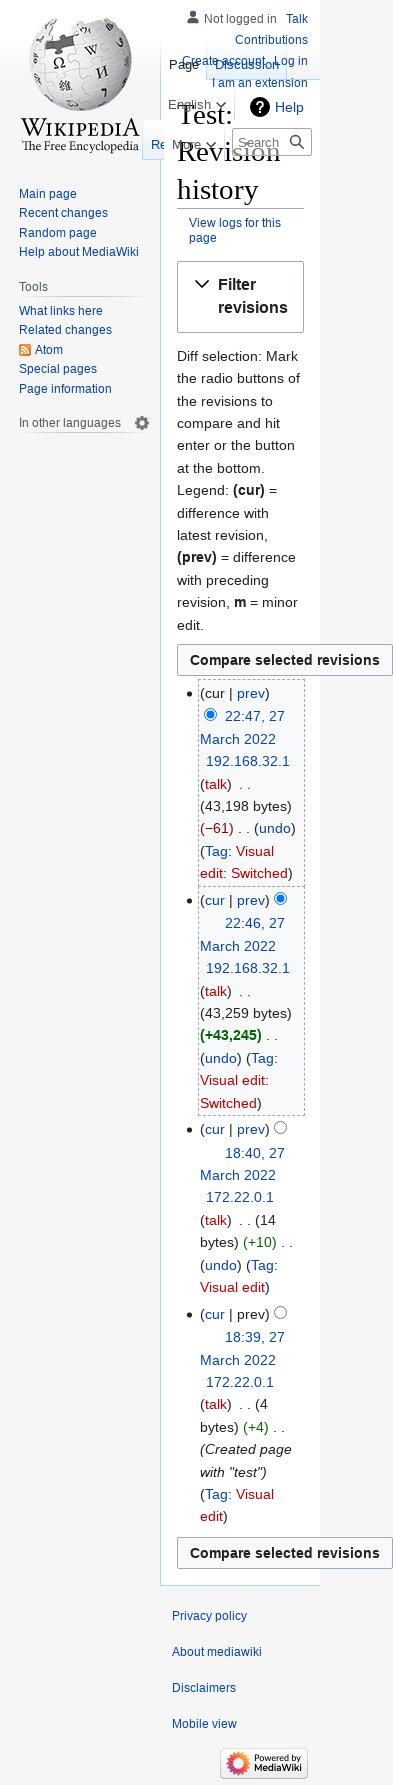 Not logged in Talk
Contributions
Create account Log in
I am an extension
Page Discussion
English
Help
More
Search
WIKIPEDIA
The Free Encyclopedia
Main page
Recent changes
Random page
Help about MediaWiki
Tools
What links here
Related changes
Atom
Special pages
Page information
In other languages
Test:
Revision
history
View logs for this
page
Filter
revisions
Diff selection: Mark
the radio buttons of
the revisions to
compare and hit
enter or the button
at the bottom.
Legend: (cur) =
difference with
latest revision,
(prev) = difference
with preceding
revision, m = minor
edit.
Compare selected revisions
(cur | prev)
22:47, 27
March 2022
192.168.32.1
(talk) . .
(43,198 bytes)
(−61) . . (undo)
(Tag: Visual
edit: Switched)
(cur | prev)
22:46, 27
March 2022
192.168.32.1
(talk) . .
(43,259 bytes)
(+43,245) . .
(undo) (Tag:
Visual edit:
Switched)
(cur | prev)
18:40, 27
March 2022
172.22.0.1
(talk) . . (14
bytes) (+10) . .
(undo) (Tag:
Visual edit)
(cur | prev)
18:39, 27
March 2022
172.22.0.1
(talk) . . (4
bytes) (+4) . .
(Created page
with "test")
(Tag: Visual
edit)
Compare selected revisions
Privacy policy
About mediawiki
Disclaimers
Mobile view
Powered by
MediaWiki